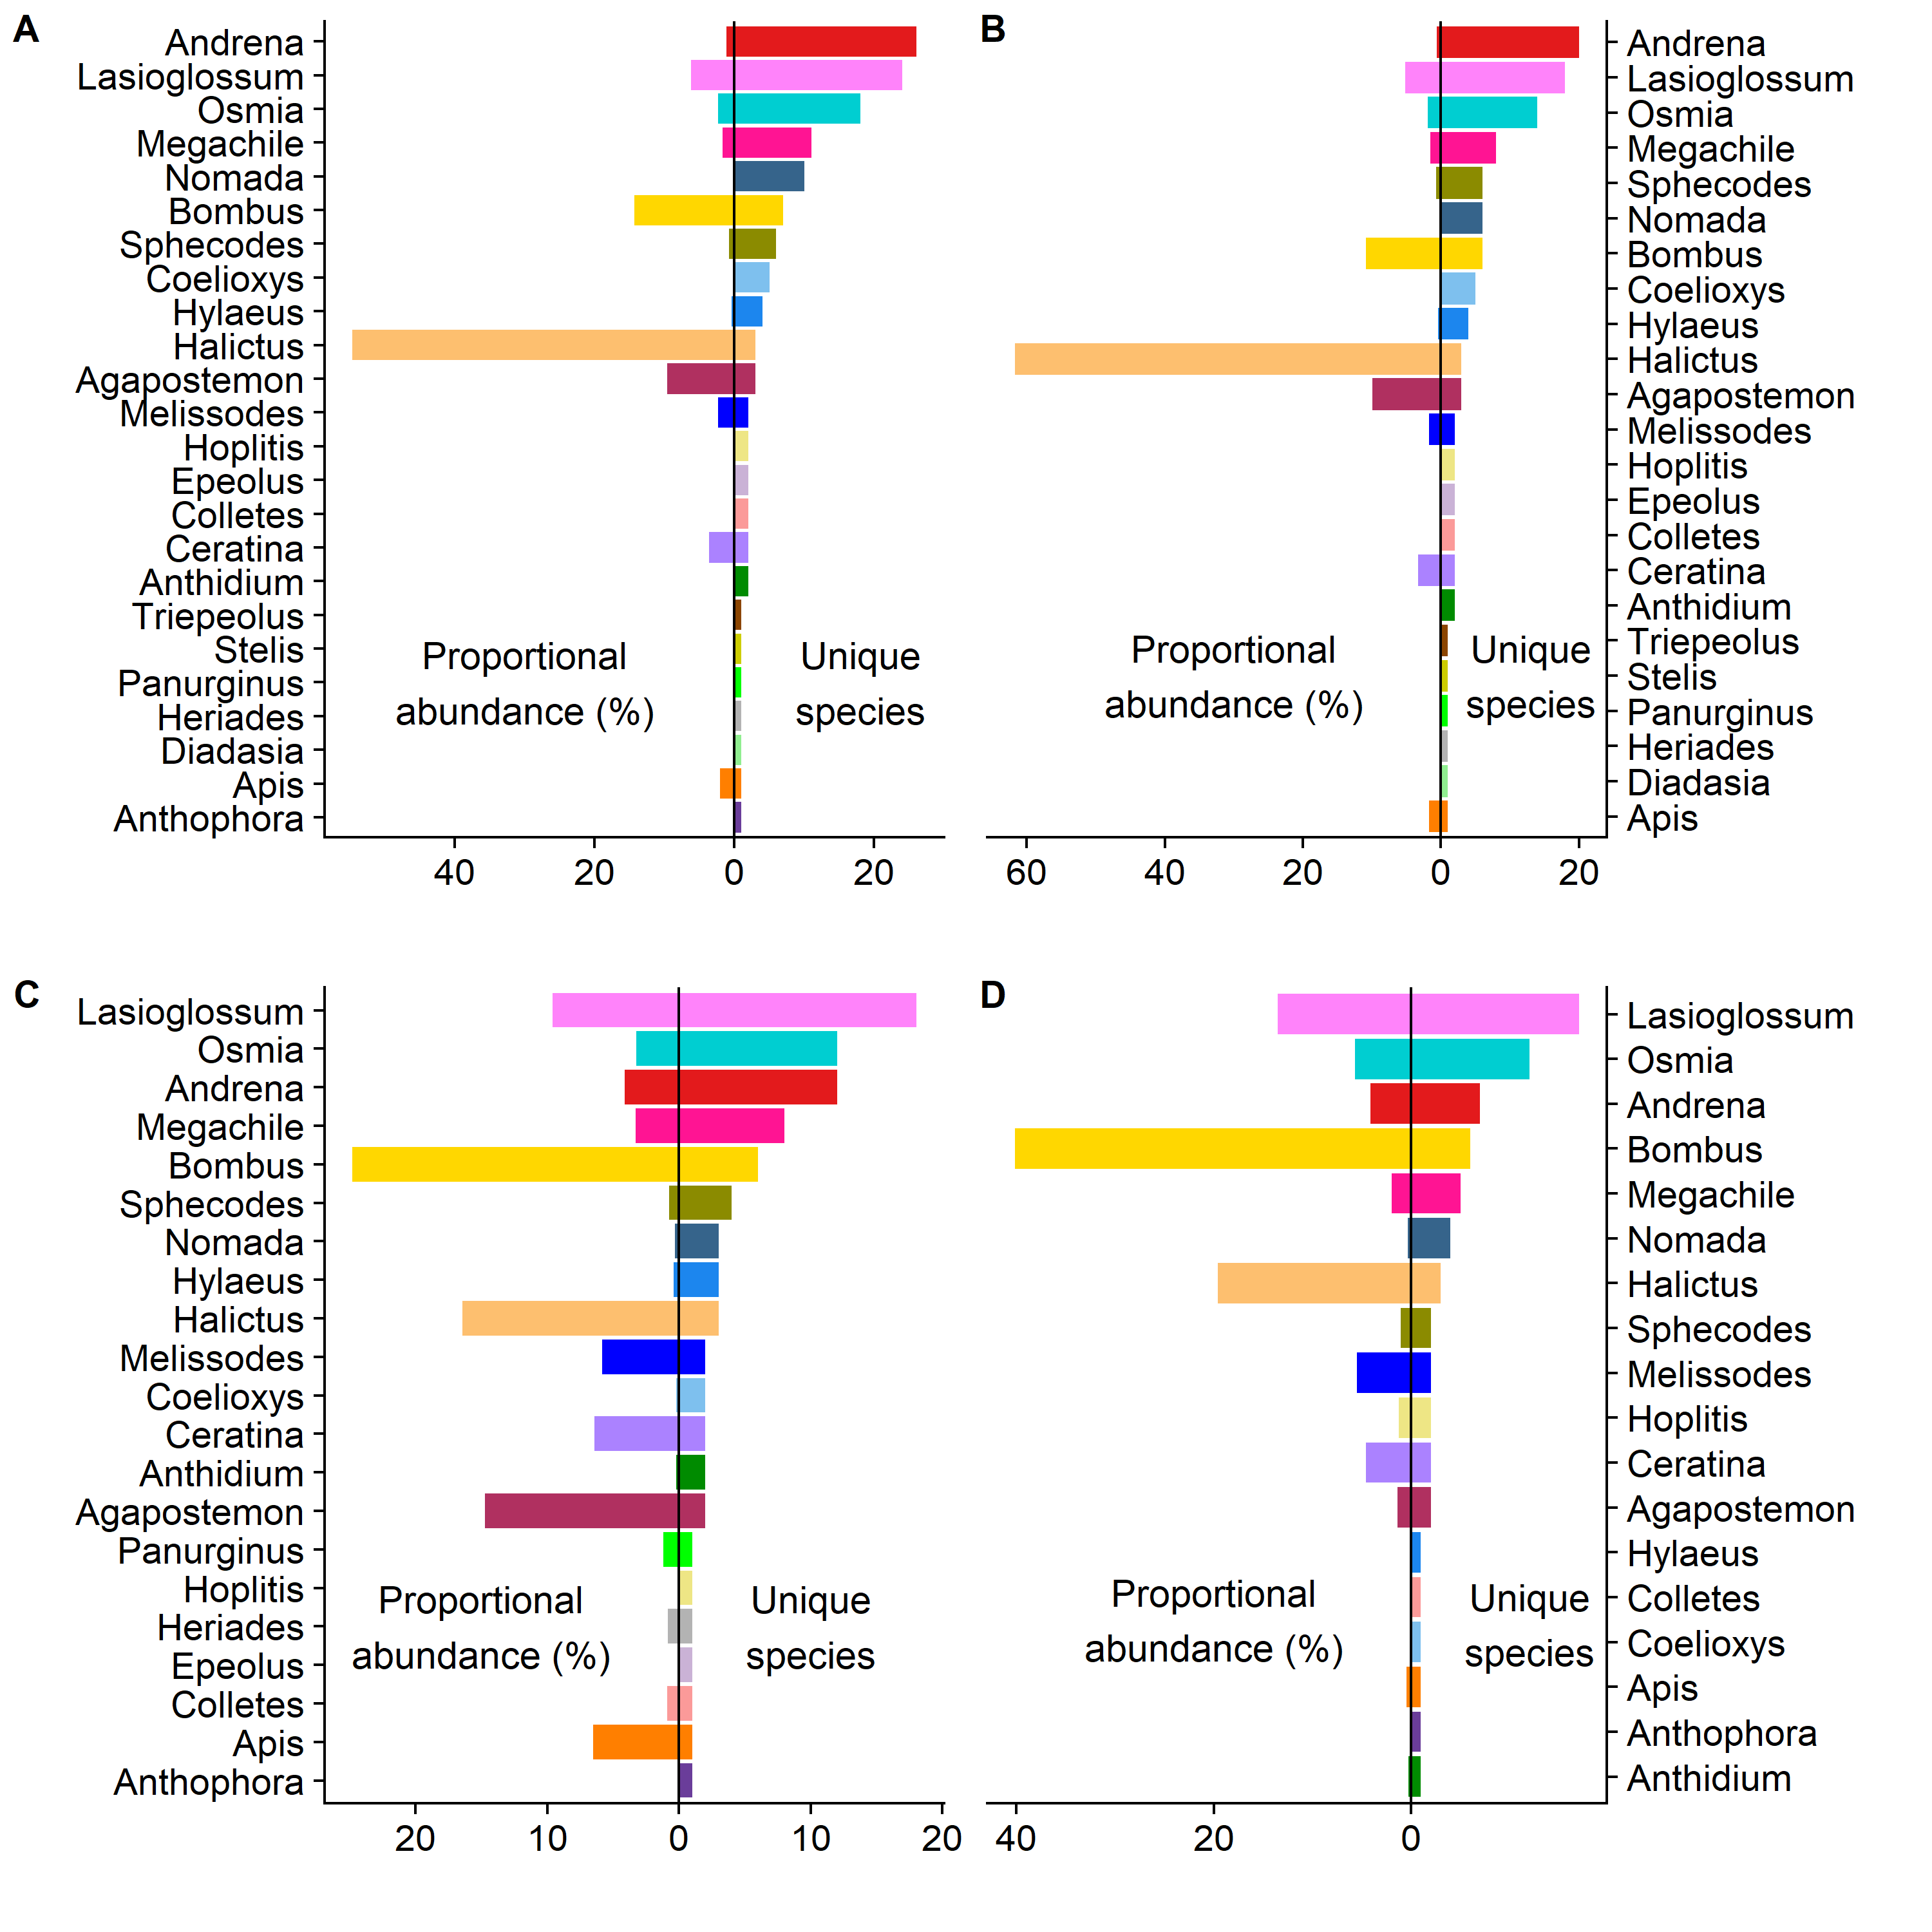 A
Andrena
Lasioglossum
Osmia
Megachile
Nomada
Bombus
Sphecodes
Coelioxys
Hylaeus
Halictus
Agapostemon
Melissodes
Hoplitis
Epeolus
Colletes
Ceratina
Anthidium
Triepeolus
Stelis
Panurginus
Heriades
Diadasia
Apis
Anthophora
Proportional
abundance (%)
Unique
species
40 20 0 20
B
Andrena
Lasioglossum
Osmia
Megachile
Sphecodes
Nomada
Bombus
Coelioxys
Hylaeus
Halictus
Agapostemon
Melissodes
Hoplitis
Epeolus
Colletes
Ceratina
Anthidium
Triepeolus
Stelis
Panurginus
Heriades
Diadasia
Apis
Proportional
abundance (%)
Unique
species
60 40 20 0 20
C
Lasioglossum
Osmia
Andrena
Megachile
Bombus
Sphecodes
Nomada
Hylaeus
Halictus
Melissodes
Coelioxys
Ceratina
Anthidium
Agapostemon
Panurginus
Hoplitis
Heriades
Epeolus
Colletes
Apis
Anthophora
Proportional
abundance (%)
Unique
species
20 10 0 10 20
D
Lasioglossum
Osmia
Andrena
Bombus
Megachile
Nomada
Halictus
Sphecodes
Melissodes
Hoplitis
Ceratina
Agapostemon
Hylaeus
Colletes
Coelioxys
Apis
Anthophora
Anthidium
Proportional
abundance (%)
Unique
species
40 20 0